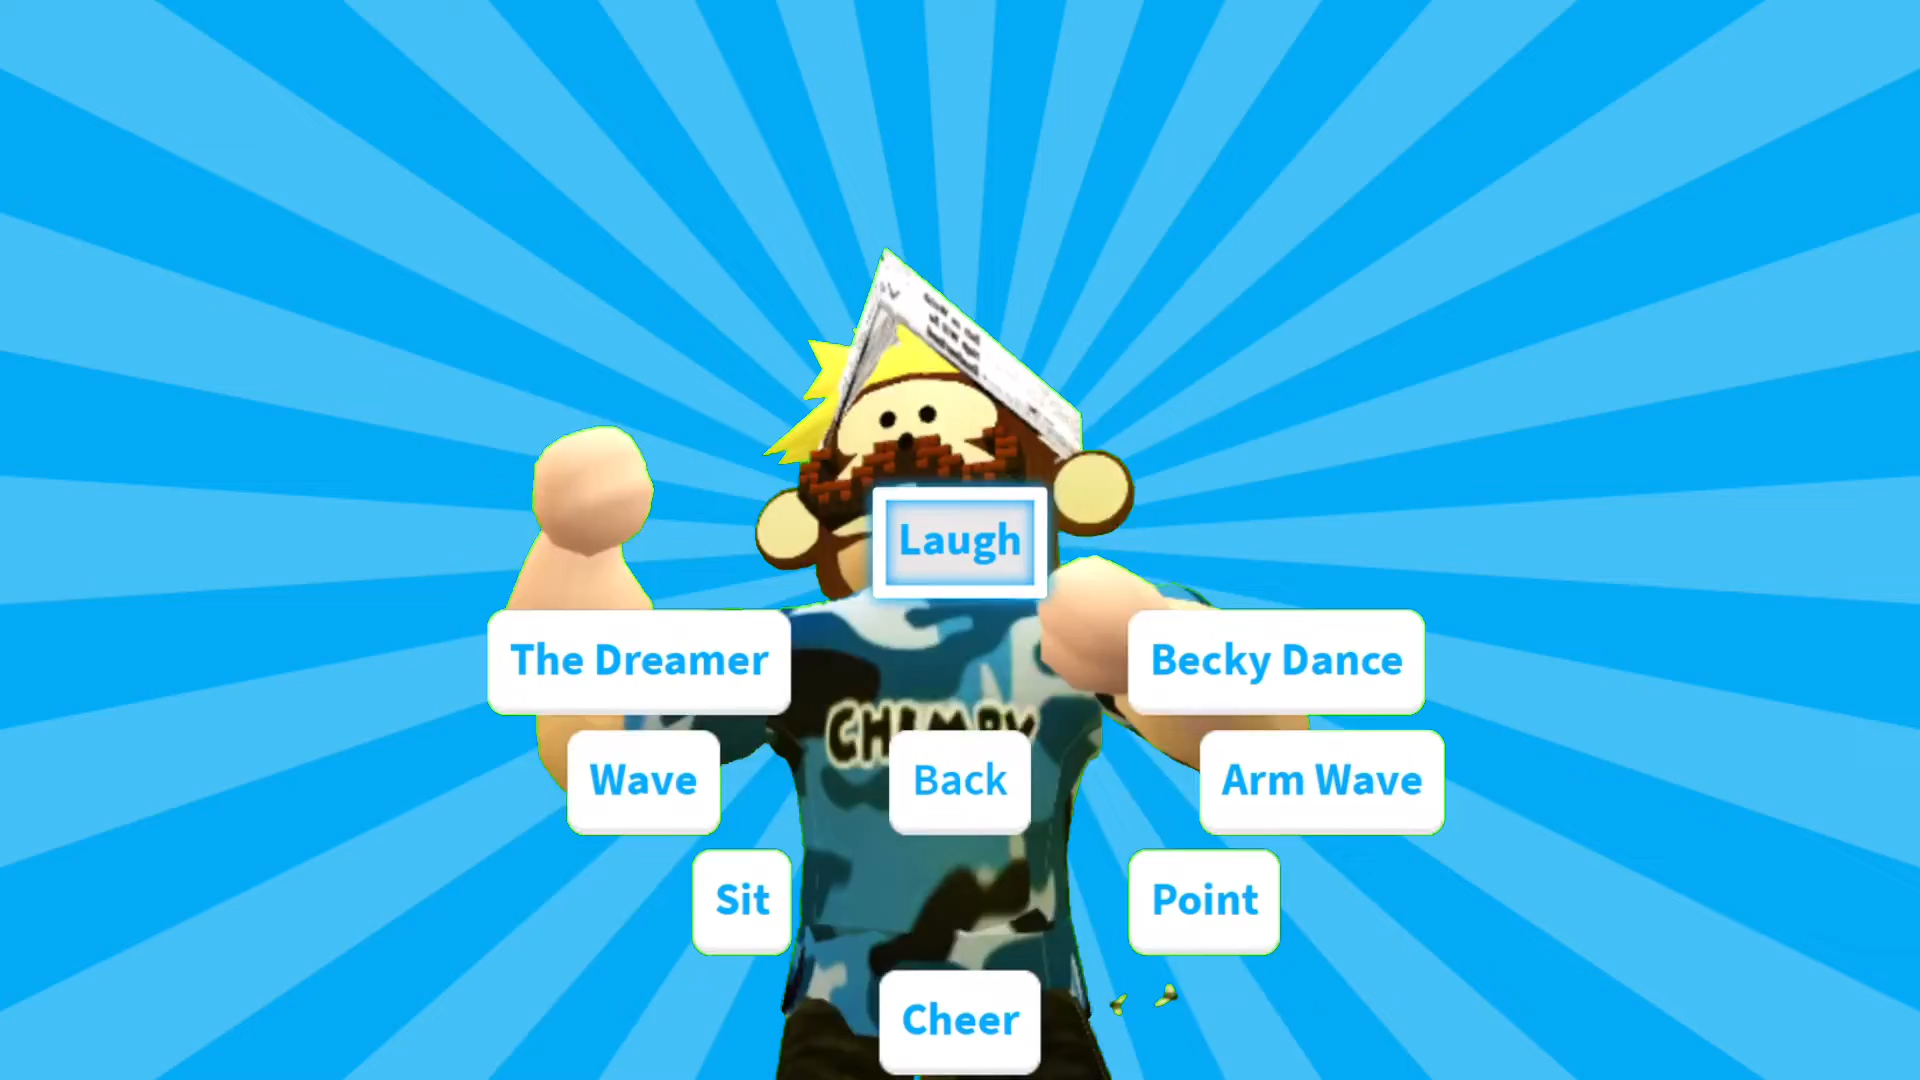 Laugh
The Dreamer
Becky Dance
Wave
Back
Arm Wave
Sit
Point
Cheer